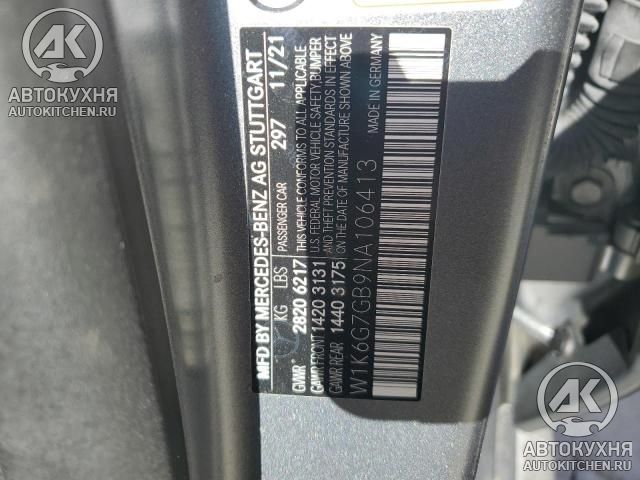 MFD BY MERCEDES-BENZ AG STUTTGART
KG LBS PASSENGER CAR 297 11/21
GVWR 2820 6217 THIS VEHICLE CONFORMS TO ALL APPLICABLE
GAWR FRONT 1420 3131 U.S. FEDERAL MOTOR VEHICLE SAFETY, BUMPER
GAWR REAR 1440 3175 AND THEFT PREVENTION STANDARDS IN EFFECT
ON THE DATE OF MANUFACTURE SHOWN ABOVE
W1K6G7GB9NA106413
MADE IN GERMANY
АК
АВТОКУХНЯ
AUTOKITCHEN.RU
АК
АВТОКУХНЯ
AUTOKITCHEN.RU